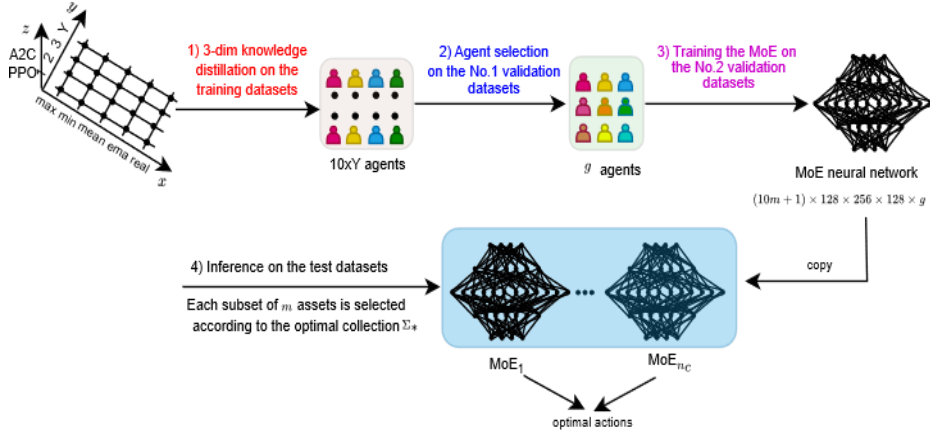 y
z
A2C
PPO
2 3 Y
max min mean ema real
x
1) 3-dim knowledge
distillation on the
training datasets
10xY agents
2) Agent selection
on the No.1 validation
datasets
g agents
3) Training the MoE on
the No.2 validation
datasets
MoE neural network
(10m + 1) × 128 × 256 × 128 × g
copy
4) Inference on the test datasets
Each subset of m assets is selected
according to the optimal collection Σ*
MoE1
MoEnC
optimal actions